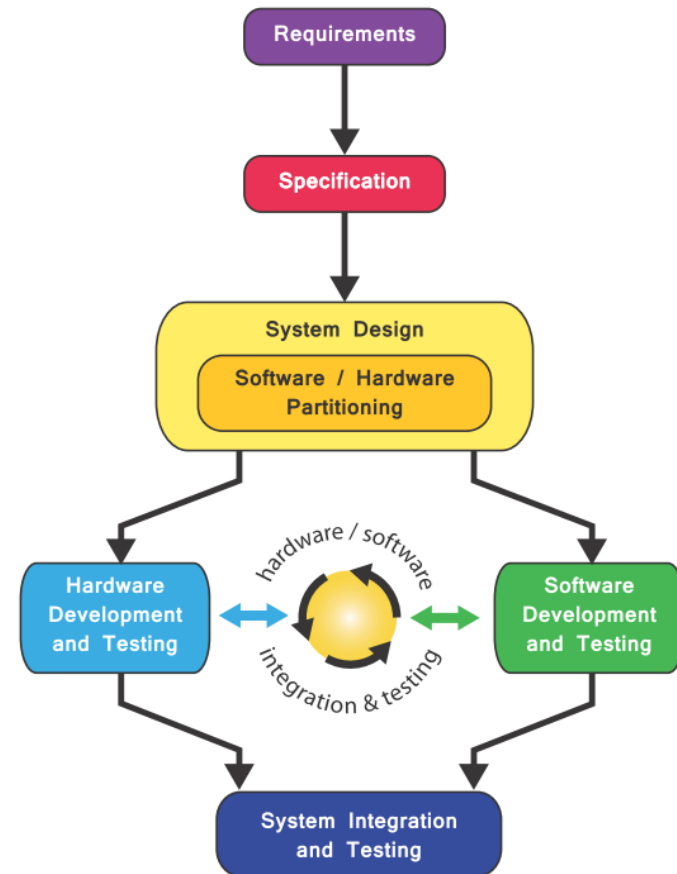 Requirements
Specification
System Design
Software / Hardware
Partitioning
hardware / software
Hardware
Development
and Testing
Software
Development
and Testing
integration & testing
System Integration
and Testing